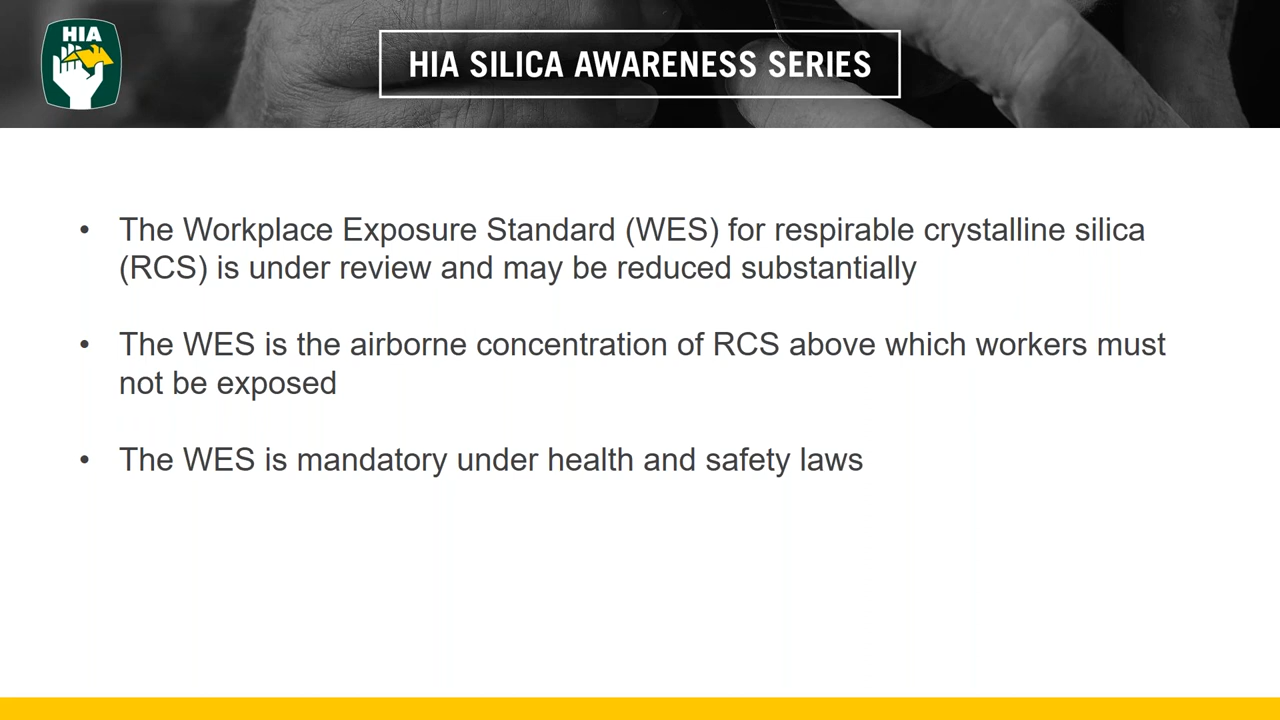 HIA
HIA SILICA AWARENESS SERIES
• The Workplace Exposure Standard (WES) for respirable crystalline silica
(RCS) is under review and may be reduced substantially
• The WES is the airborne concentration of RCS above which workers must
not be exposed
• The WES is mandatory under health and safety laws